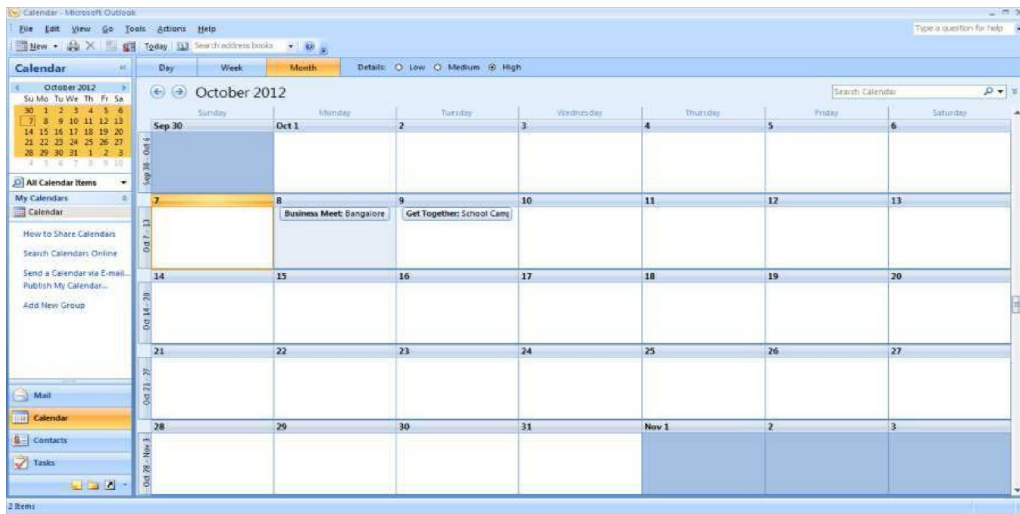 Calendar - Microsoft Outlook
File Edit View Go Tools Actions Help
Type a question for help
New Today Search address books
Calendar «
Day Week Month Details: Low Medium High
October 2012
Su Mo Tu We Th Fr Sa
30 1 2 3 4 5 6
7 8 9 10 11 12 13
14 15 16 17 18 19 20
21 22 23 24 25 26 27
28 29 30 31 1 2 3
4 5 6 7 8 9 10
All Calendar Items
My Calendars
Calendar
How to Share Calendars
Search Calendars Online
Send a Calendar via E-mail...
Publish My Calendar...
Add New Group
Mail
Calendar
Contacts
Tasks
October 2012
Search Calendar
Sunday Monday Tuesday Wednesday Thursday Friday Saturday
Sep 30 Oct 1 2 3 4 5 6
Sep 30 - Oct 6
7 8 9 10 11 12 13
Business Meet: Bangalore Get Together: School Camp
Oct 7 - 13
14 15 16 17 18 19 20
Oct 14 - 20
21 22 23 24 25 26 27
Oct 21 - 27
28 29 30 31 Nov 1 2 3
Oct 28 - Nov 3
2 Items